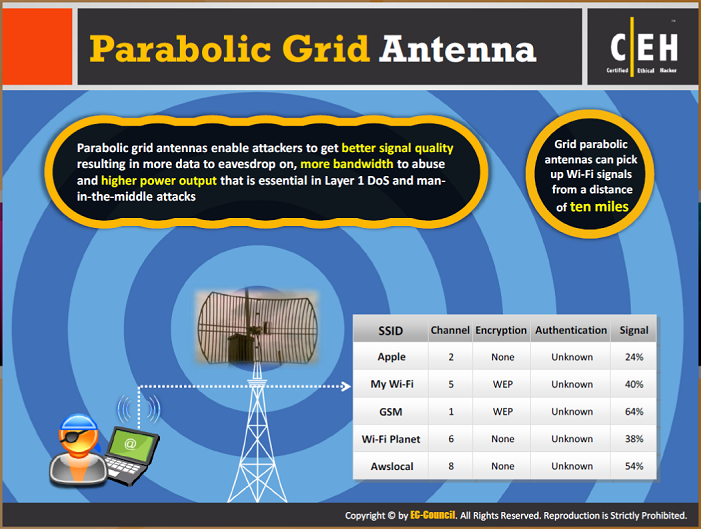 Parabolic Grid Antenna
C|EH
™
Certified Ethical Hacker
Parabolic grid antennas enable attackers to get better signal quality
resulting in more data to eavesdrop on, more bandwidth to abuse
and higher power output that is essential in Layer 1 DoS and man-
in-the-middle attacks
Grid parabolic
antennas can pick
up Wi-Fi signals
from a distance
of ten miles
SSID Channel Encryption Authentication Signal
Apple 2 None Unknown 24%
My Wi-Fi 5 WEP Unknown 40%
GSM 1 WEP Unknown 64%
Wi-Fi Planet 6 None Unknown 38%
Awslocal 8 None Unknown 54%
@
Copyright © by EC-Council. All Rights Reserved. Reproduction is Strictly Prohibited.